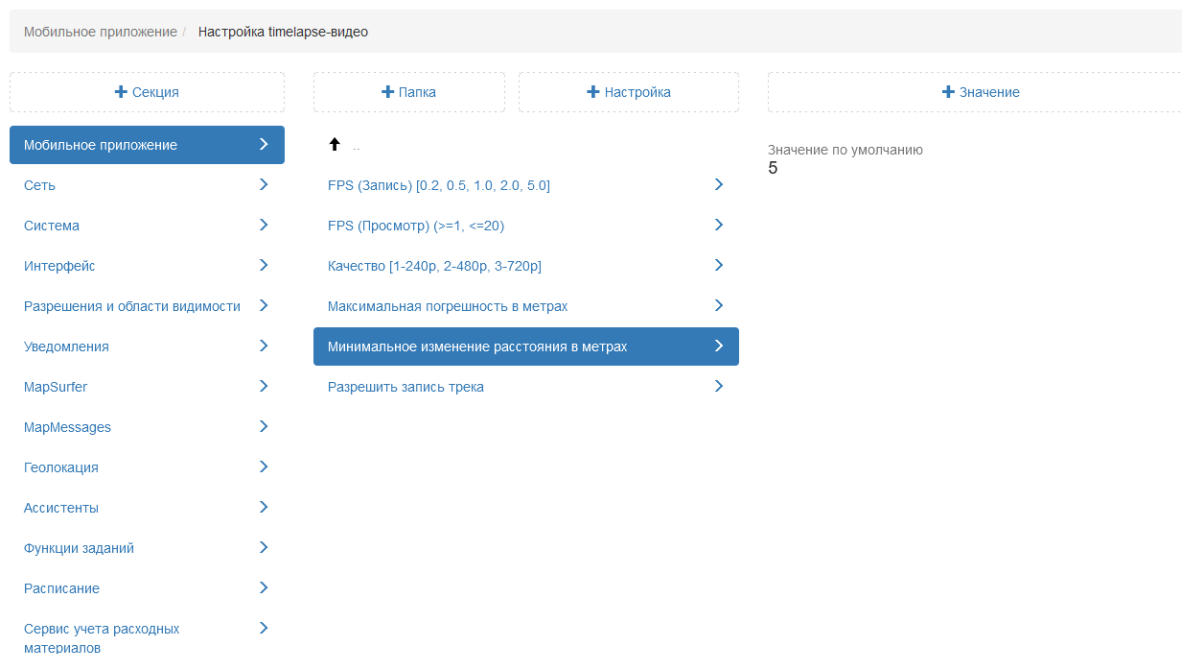 Мобильное приложение / Настройка timelapse-видео
+ Секция
+ Папка
+ Настройка
+ Значение
Мобильное приложение
Сеть
Система
Интерфейс
Разрешения и области видимости
Уведомления
MapSurfer
MapMessages
Геолокация
Ассистенты
Функции заданий
Расписание
Сервис учета расходных
материалов
..
FPS (Запись) [0.2, 0.5, 1.0, 2.0, 5.0]
FPS (Просмотр) (>=1, <=20)
Качество [1-240p, 2-480p, 3-720p]
Максимальная погрешность в метрах
Минимальное изменение расстояния в метрах
Разрешить запись трека
Значение по умолчанию
5